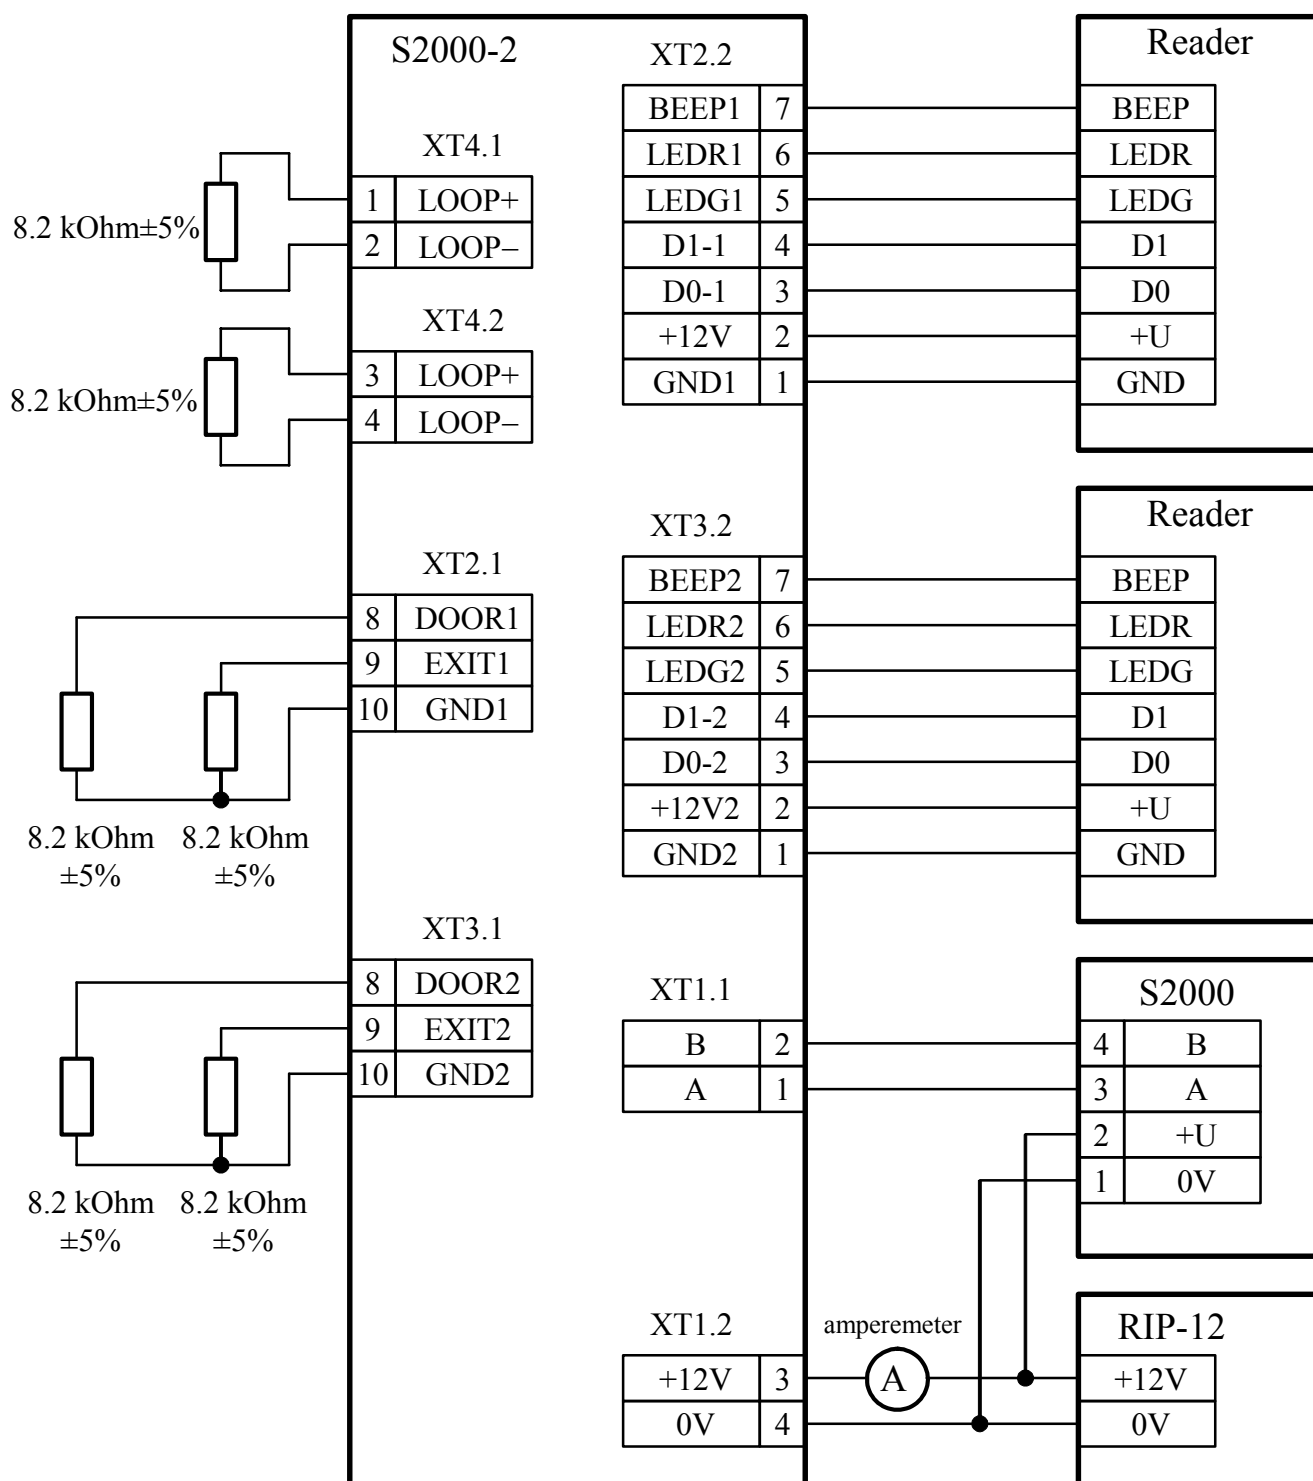 S2000-2
XT4.1
8.2 kOhm±5%
1 LOOP+
2 LOOP–
XT4.2
8.2 kOhm±5%
3 LOOP+
4 LOOP–
XT2.1
8 DOOR1
9 EXIT1
10 GND1
8.2 kOhm
±5%
8.2 kOhm
±5%
XT3.1
8 DOOR2
9 EXIT2
10 GND2
8.2 kOhm
±5%
8.2 kOhm
±5%
XT2.2
BEEP1 7
LEDR1 6
LEDG1 5
D1-1 4
D0-1 3
+12V 2
GND1 1
XT3.2
BEEP2 7
LEDR2 6
LEDG2 5
D1-2 4
D0-2 3
+12V2 2
GND2 1
XT1.1
B 2
A 1
XT1.2
+12V 3
0V 4
amperemeter
A
Reader
BEEP
LEDR
LEDG
D1
D0
+U
GND
Reader
BEEP
LEDR
LEDG
D1
D0
+U
GND
S2000
4 B
3 A
2 +U
1 0V
RIP-12
+12V
0V